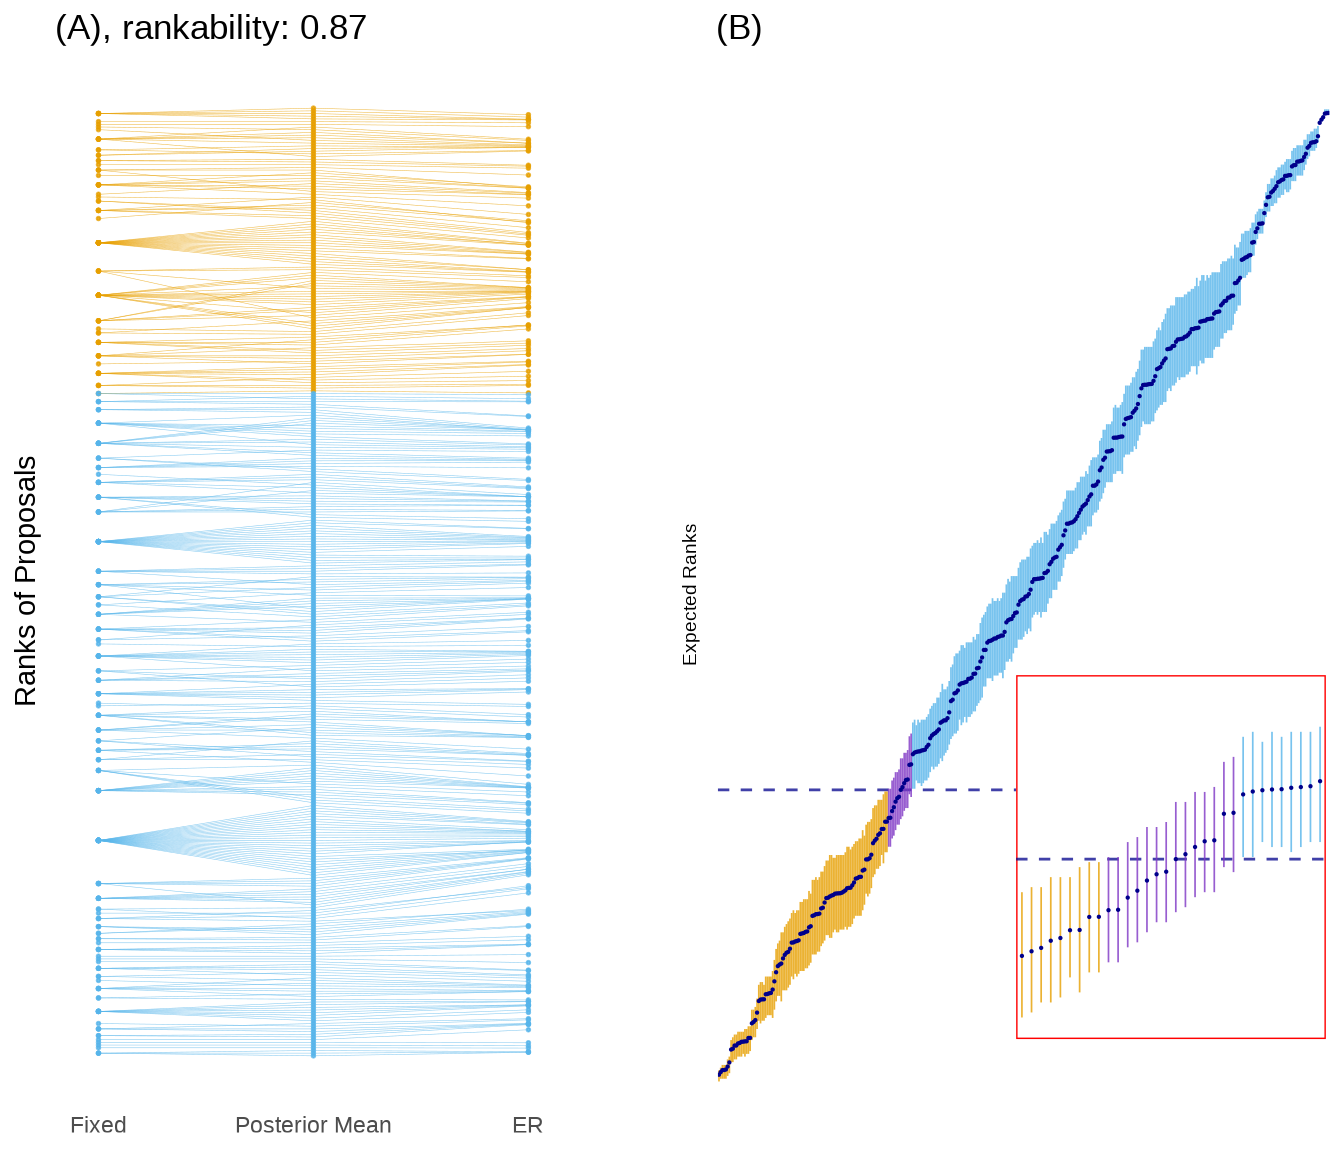 (A), rankability: 0.87
(B)
Ranks of Proposals
Expected Ranks
Fixed
Posterior Mean
ER